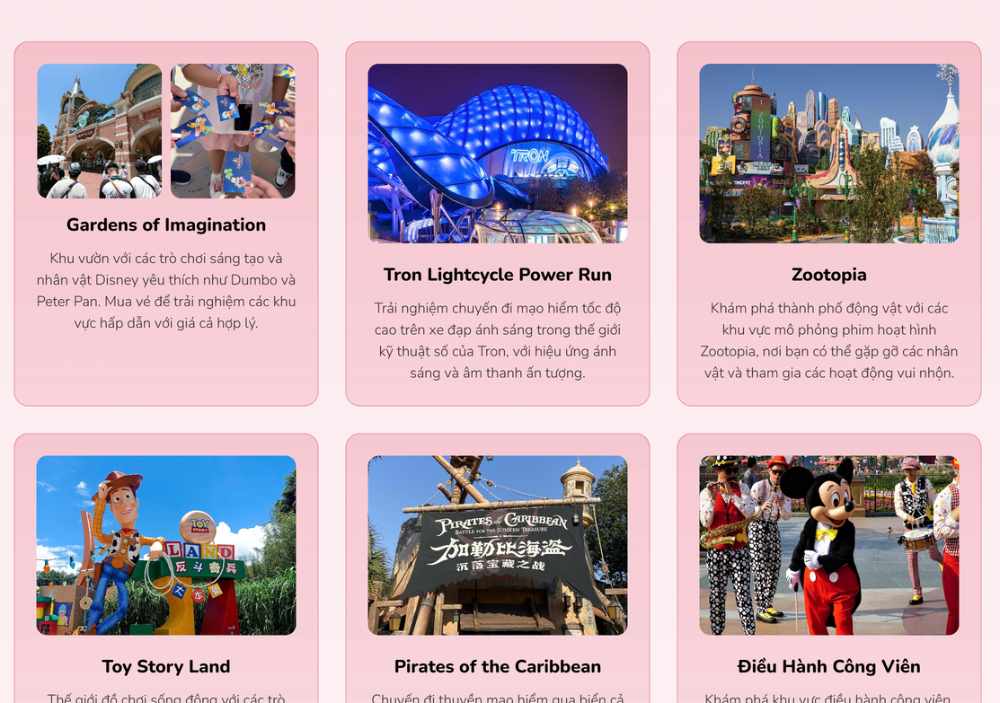 TRON
ZOOTOPIA
Gardens of Imagination
Khu vườn với các trò chơi sáng tạo và
nhân vật Disney yêu thích như Dumbo và
Peter Pan. Mua vé để trải nghiệm các khu
vực hấp dẫn với giá cả hợp lý.
Tron Lightcycle Power Run
Trải nghiệm chuyến đi mạo hiểm tốc độ
cao trên xe đạp ánh sáng trong thế giới
kỹ thuật số của Tron, với hiệu ứng ánh
sáng và âm thanh ấn tượng.
Zootopia
Khám phá thành phố động vật với các
khu vực mô phỏng phim hoạt hình
Zootopia, nơi bạn có thể gặp gỡ các nhân
vật và tham gia các hoạt động vui nhộn.
TOY
STORY
LAND
反斗奇兵
大本营
PIRATES of the CARIBBEAN
BATTLE FOR THE SUNKEN TREASURE
加勒比海盗
沉落宝藏之战
Toy Story Land
Thế giới đồ chơi sống động với các trò
Pirates of the Caribbean
Chuyến đi thuyền mạo hiểm qua biển cả
Điều Hành Công Viên
Khám phá khu vực điều hành công viên